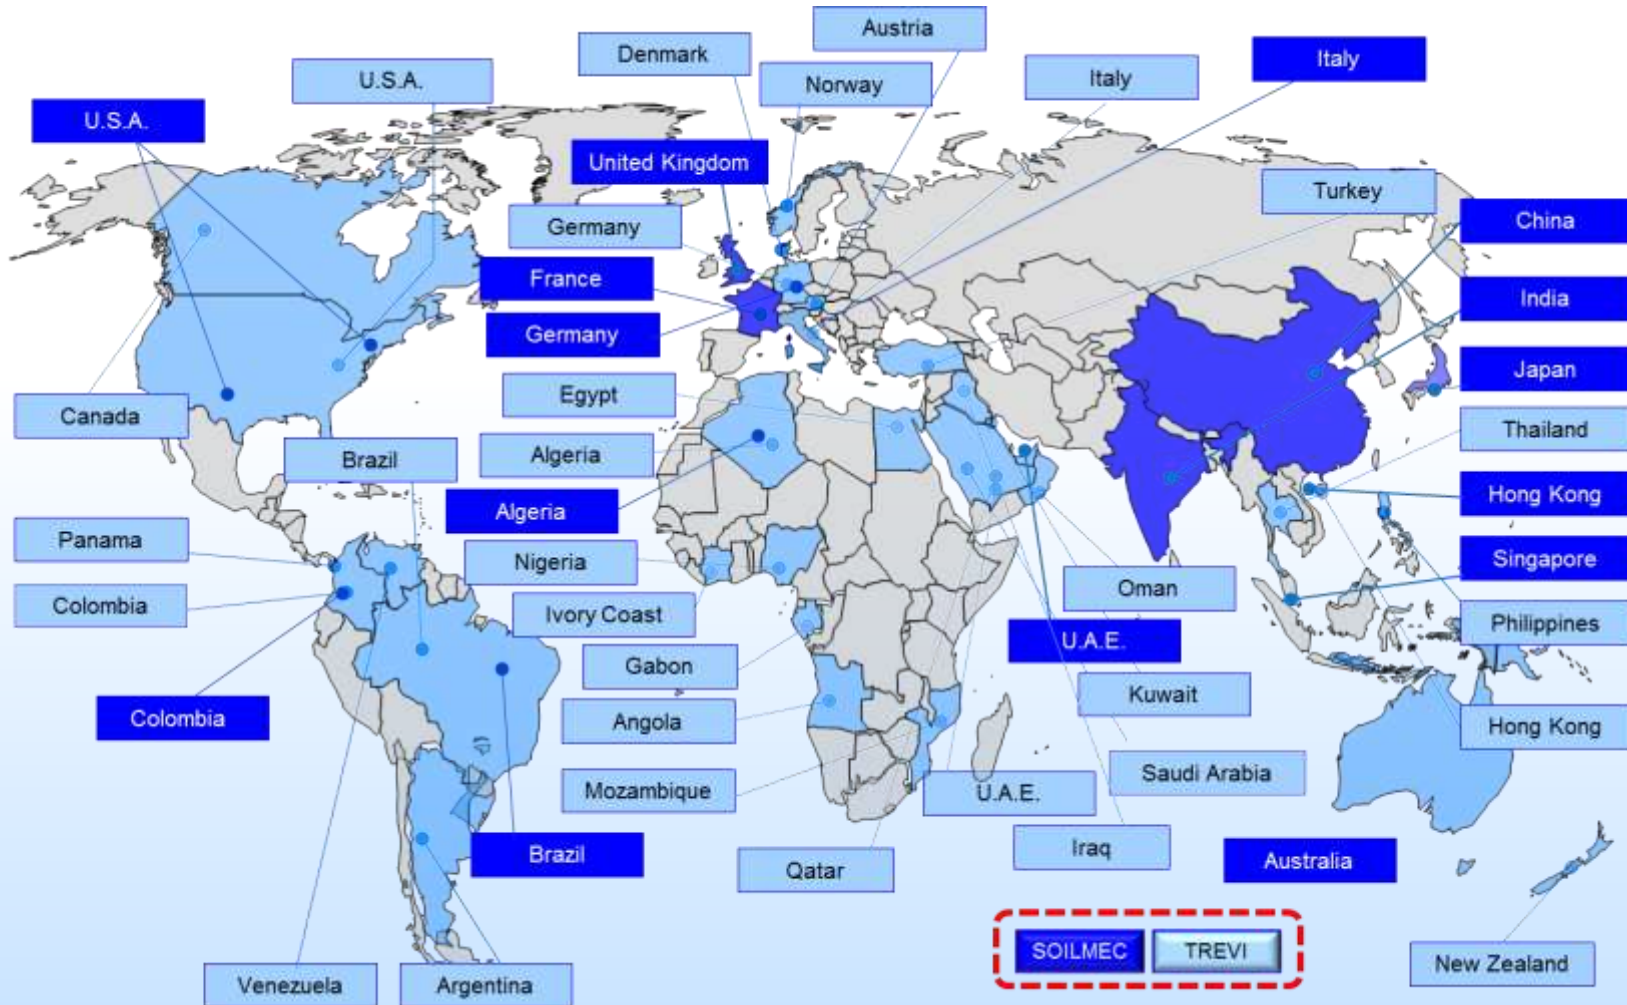 Austria
Denmark
Italy
Italy
U.S.A.
Norway
U.S.A.
United Kingdom
Turkey
Germany
China
France
India
Germany
Japan
Egypt
Canada
Thailand
Brazil
Algeria
Hong Kong
Algeria
Panama
Singapore
Nigeria
Oman
Colombia
Ivory Coast
Philippines
U.A.E.
Gabon
Kuwait
Colombia
Angola
Hong Kong
Saudi Arabia
Mozambique
U.A.E.
Iraq
Brazil
Australia
Qatar
SOILMEC
TREVI
New Zealand
Venezuela
Argentina